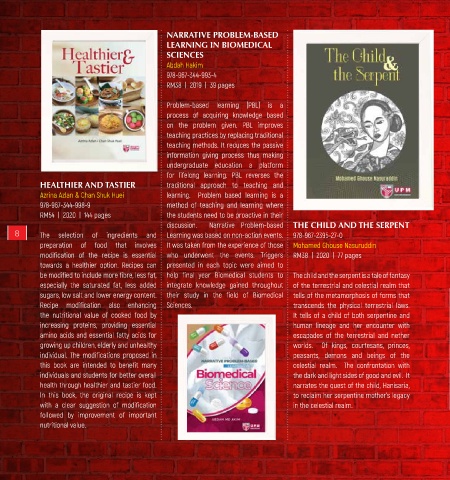 Healthier&
Tastier
Azrina Azlan | Chan Shuk Huei
HEALTHIER AND TASTIER
Azrina Azlan & Chan Shuk Huei
978-967-344-998-9
RM54 | 2020 | 144 pages
The selection of ingredients and
preparation of food that involves
modification of the recipe is essential
towards a healthier option. Recipes can
be modified to include more fibre, less fat,
especially the saturated fat, less added
sugars, low salt and lower energy content.
Recipe modification also enhancing
the nutritional value of cooked food by
increasing proteins, providing essential
amino acids and essential fatty acids for
growing up children, elderly and unhealthy
individual. The modifications proposed in
this book are intended to benefit many
individuals and students for better overall
health through healthier and tastier food.
In this book, the original recipe is kept
with a clear suggestion of modification
followed by improvement of important
nutritional value.
8
NARRATIVE PROBLEM-BASED
LEARNING IN BIOMEDICAL
SCIENCES
Abdah Hakim
978-967-344-993-4
RM38 | 2019 | 39 pages
Problem-based learning (PBL) is a
process of acquiring knowledge based
on the problem given. PBL improves
teaching practices by replacing traditional
teaching methods. It reduces the passive
information giving process thus making
undergraduate education a platform
for lifelong learning. PBL reverses the
traditional approach to teaching and
learning. Problem based learning is a
method of teaching and learning where
the students need to be proactive in their
discussion. Narrative Problem-based
Learning was based on non-action events.
It was taken from the experience of those
who underwent the events. Triggers
presented in each topic were aimed to
help final year Biomedical students to
integrate knowledge gained throughout
their study in the field of Biomedical
Sciences.
NARRATIVE PROBLEM-BASED
Biomedical
Science
UPM
The Child
&
the Serpent
Mohamed Ghouse Nasuruddin
UPM
THE CHILD AND THE SERPENT
978-967-2395-27-0
Mohamed Ghouse Nasuruddin
RM38 | 2020 | 77 pages
The child and the serpent is a tale of fantasy
of the terrestrial and celestial realm that
tells of the metamorphosis of forms that
transcends the physical terrestrial laws.
It tells of a child of both serpentine and
human lineage and her encounter with
escapades of the terrestrial and nether
worlds. Of kings, courtesans, princes,
peasants, demons and beings of the
celestial realm. The confrontation with
the dark and light sides of good and evil. It
narrates the quest of the child, Hanisaria,
to reclaim her serpentine mother's legacy
in the celestial realm.